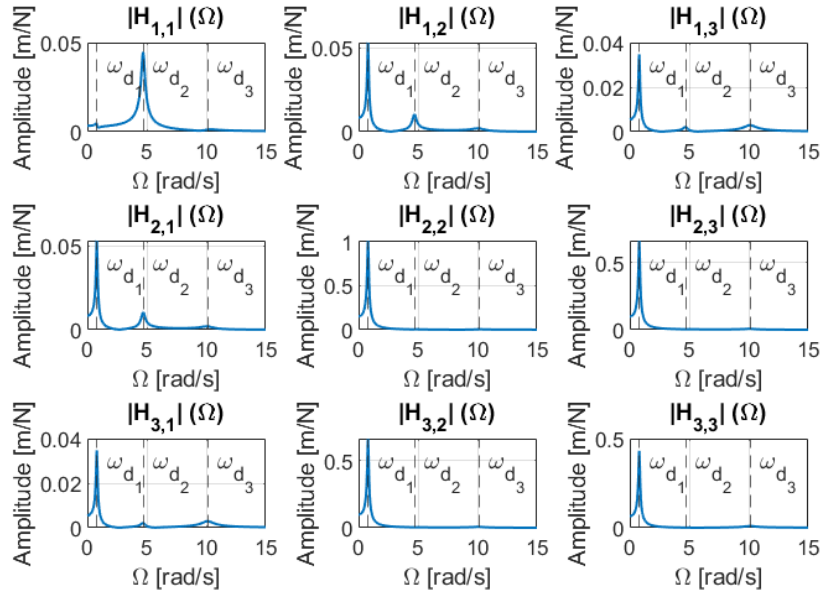 |H1,1| (Ω)
Amplitude [m/N]
0.05
0
ωd1
ωd2
ωd3
0 5 10 15
Ω [rad/s]
|H1,2| (Ω)
Amplitude [m/N]
0.05
0
ωd1
ωd2
ωd3
0 5 10 15
Ω [rad/s]
|H1,3| (Ω)
Amplitude [m/N]
0.04
0.02
0
ωd1
ωd2
ωd3
0 5 10 15
Ω [rad/s]
|H2,1| (Ω)
Amplitude [m/N]
0.05
0
ωd1
ωd2
ωd3
0 5 10 15
Ω [rad/s]
|H2,2| (Ω)
Amplitude [m/N]
1
0.5
0
ωd1
ωd2
ωd3
0 5 10 15
Ω [rad/s]
|H2,3| (Ω)
Amplitude [m/N]
0.5
0
ωd1
ωd2
ωd3
0 5 10 15
Ω [rad/s]
|H3,1| (Ω)
Amplitude [m/N]
0.04
0.02
0
ωd1
ωd2
ωd3
0 5 10 15
Ω [rad/s]
|H3,2| (Ω)
Amplitude [m/N]
0.5
0
ωd1
ωd2
ωd3
0 5 10 15
Ω [rad/s]
|H3,3| (Ω)
Amplitude [m/N]
0.5
0
ωd1
ωd2
ωd3
0 5 10 15
Ω [rad/s]